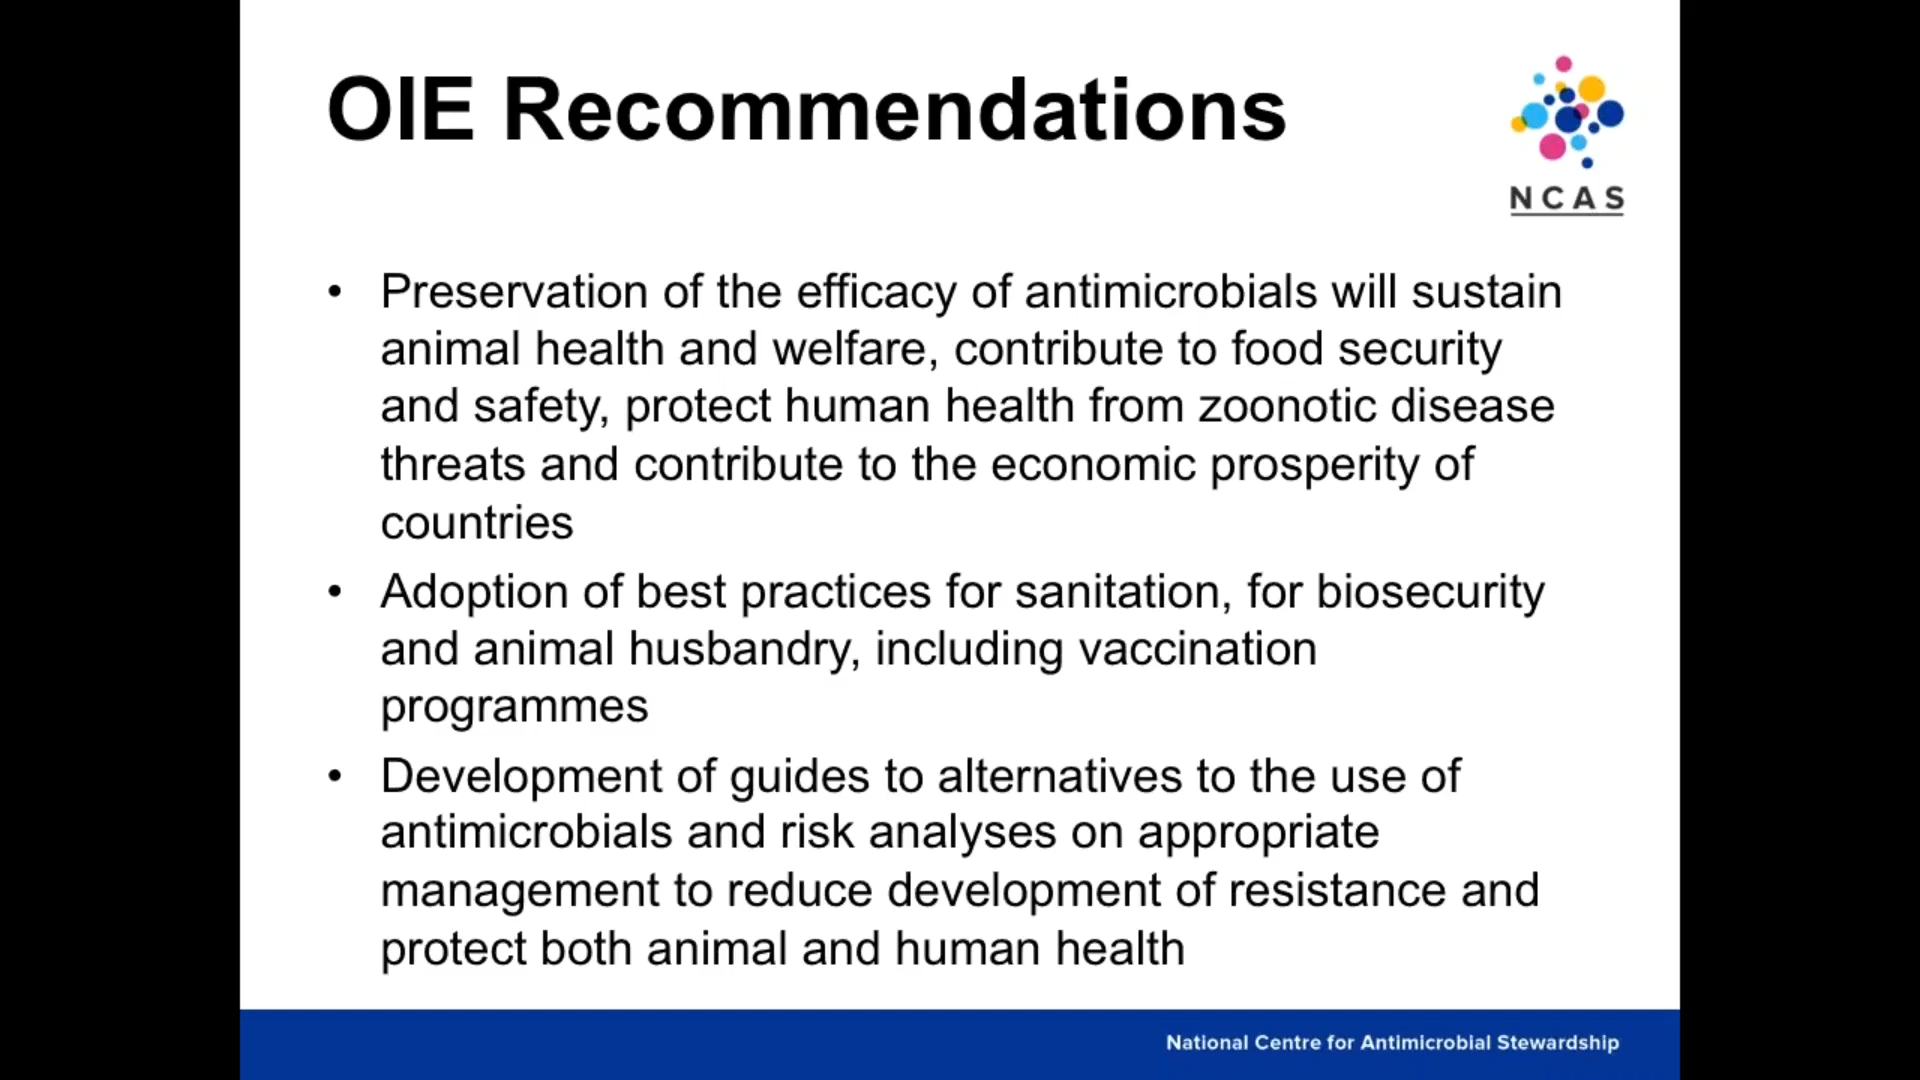 OIE Recommendations
NCAS
• Preservation of the efficacy of antimicrobials will sustain
animal health and welfare, contribute to food security
and safety, protect human health from zoonotic disease
threats and contribute to the economic prosperity of
countries
• Adoption of best practices for sanitation, for biosecurity
and animal husbandry, including vaccination
programmes
• Development of guides to alternatives to the use of
antimicrobials and risk analyses on appropriate
management to reduce development of resistance and
protect both animal and human health
National Centre for Antimicrobial Stewardship